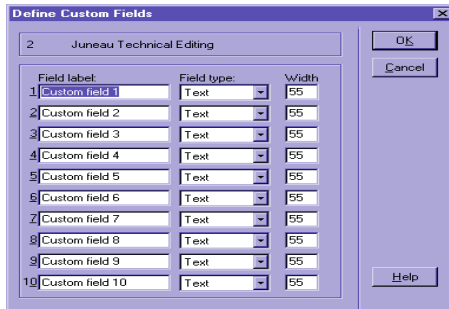 Define Custom Fields
2 Juneau Technical Editing
OK
Cancel
Field label: Field type: Width
1 Custom field 1 Text 55
2 Custom field 2 Text 55
3 Custom field 3 Text 55
4 Custom field 4 Text 55
5 Custom field 5 Text 55
6 Custom field 6 Text 55
7 Custom field 7 Text 55
8 Custom field 8 Text 55
9 Custom field 9 Text 55
10 Custom field 10 Text 55
Help